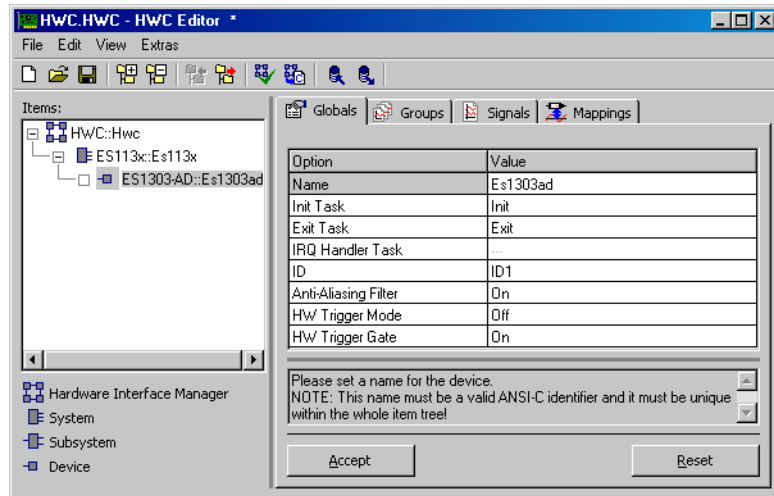 HWC.HWC - HWC Editor *
File Edit View Extras
Items:
HWC::Hwc
ES113x::Es113x
ES1303-AD::Es1303ad
Hardware Interface Manager
System
Subsystem
Device
Globals Groups Signals Mappings
Option Value
Name Es1303ad
Init Task Init
Exit Task Exit
IRQ Handler Task ---
ID ID1
Anti-Aliasing Filter On
HW Trigger Mode Off
HW Trigger Gate On
Please set a name for the device.
NOTE: This name must be a valid ANSI-C identifier and it must be unique
within the whole item tree!
Accept Reset